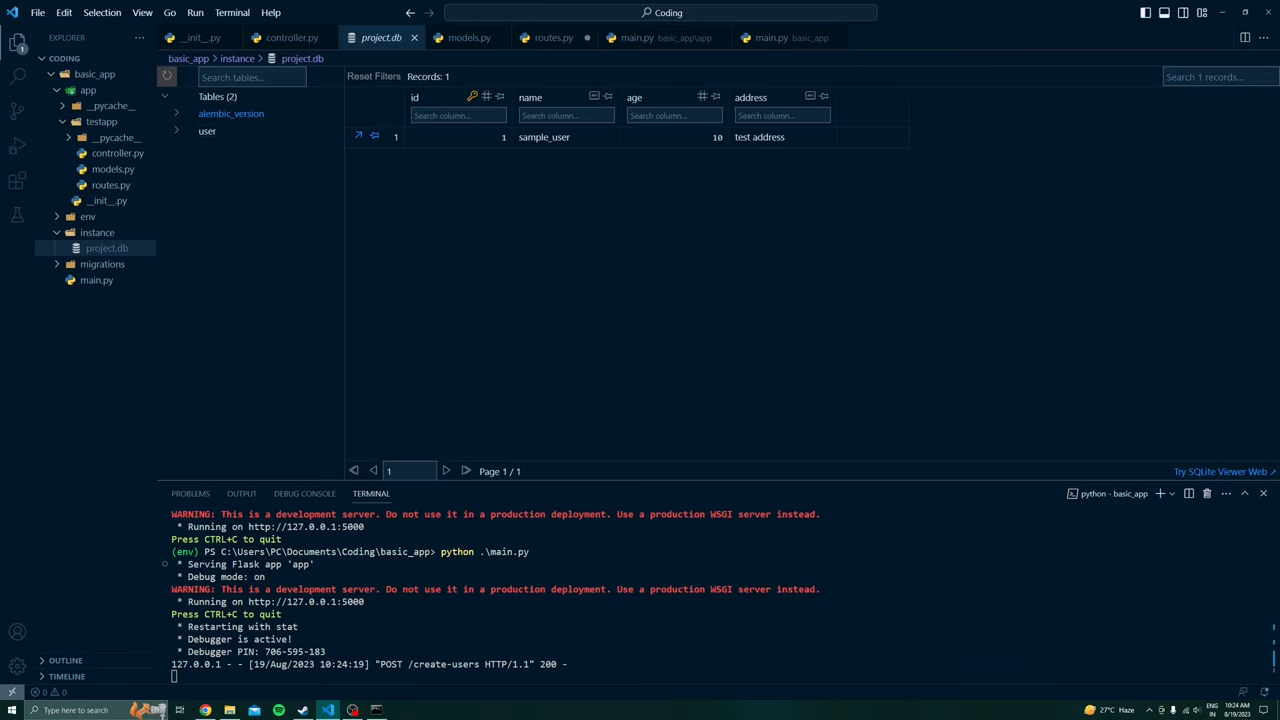 File Edit Selection View Go Run Terminal Help
Coding
EXPLORER
1
CODING
basic_app
app
__pycache__
testapp
__pycache__
controller.py
models.py
routes.py
__init__.py
env
instance
project.db
migrations
main.py
OUTLINE
TIMELINE
__init__.py controller.py project.db models.py routes.py main.py basic_app\app main.py basic_app
basic_app > instance > project.db
Search tables...
Tables (2)
alembic_version
user
Reset Filters Records: 1
Search 1 records...
id name age address
Search column... Search column... Search column... Search column...
1 1 sample_user 10 test address
1 Page 1 / 1
Try SQLite Viewer Web
PROBLEMS OUTPUT DEBUG CONSOLE TERMINAL
python - basic_app
WARNING: This is a development server. Do not use it in a production deployment. Use a production WSGI server instead.
* Running on http://127.0.0.1:5000
Press CTRL+C to quit
(env) PS C:\Users\PC\Documents\Coding\basic_app> python .\main.py
* Serving Flask app 'app'
* Debug mode: on
WARNING: This is a development server. Do not use it in a production deployment. Use a production WSGI server instead.
* Running on http://127.0.0.1:5000
Press CTRL+C to quit
* Restarting with stat
* Debugger is active!
* Debugger PIN: 706-595-183
127.0.0.1 - - [19/Aug/2023 10:24:19] "POST /create-users HTTP/1.1" 200 -
0 0
Type here to search
27°C Haze
ENG
IN
10:24 AM
8/19/2023